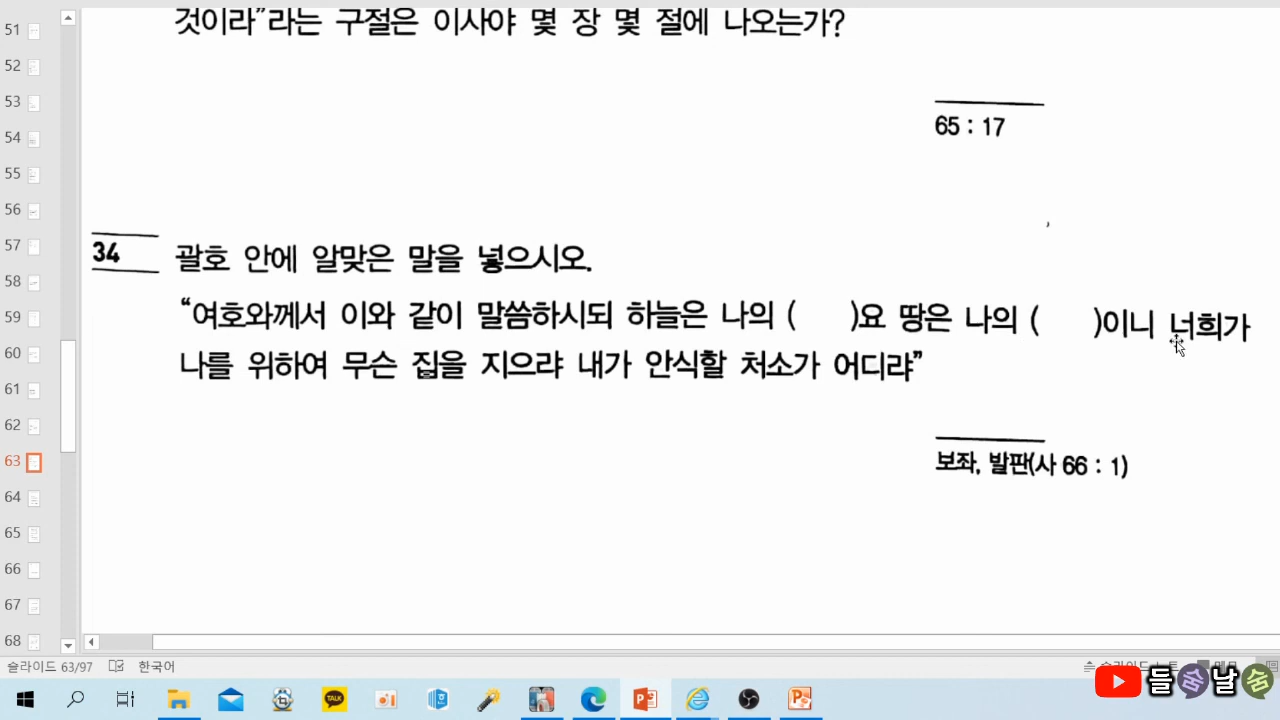 것이라”라는 구절은 이사야 몇 장 몇 절에 나오는가?
65 : 17
34 괄호 안에 알맞은 말을 넣으시오.
“여호와께서 이와 같이 말씀하시되 하늘은 나의 (    )요 땅은 나의 (    )이니 너희가
나를 위하여 무슨 집을 지으랴 내가 안식할 처소가 어디랴”
보좌, 발판(사 66 : 1)
51
52
53
54
55
56
57
58
59
60
61
62
63
64
65
66
67
68
슬라이드 63/97 한국어
TALK
들송날송